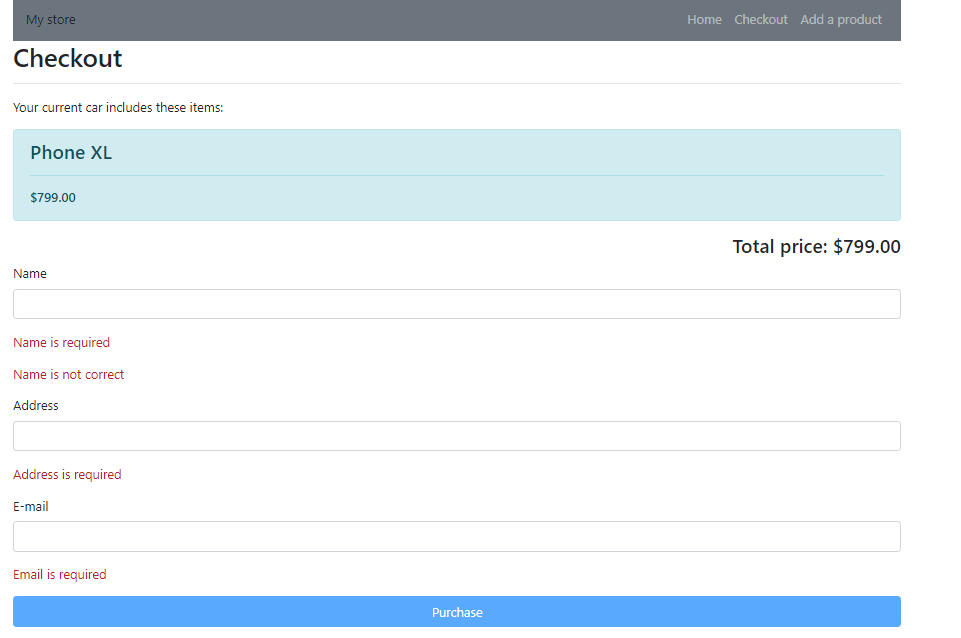 My store Home Checkout Add a product
Checkout
Your current car includes these items:
Phone XL
$799.00
Total price: $799.00
Name
Name is required
Name is not correct
Address
Address is required
E-mail
Email is required
Purchase